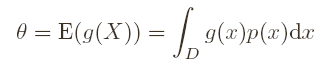 θ = E(g(X)) = ∫_D g(x)p(x)dx